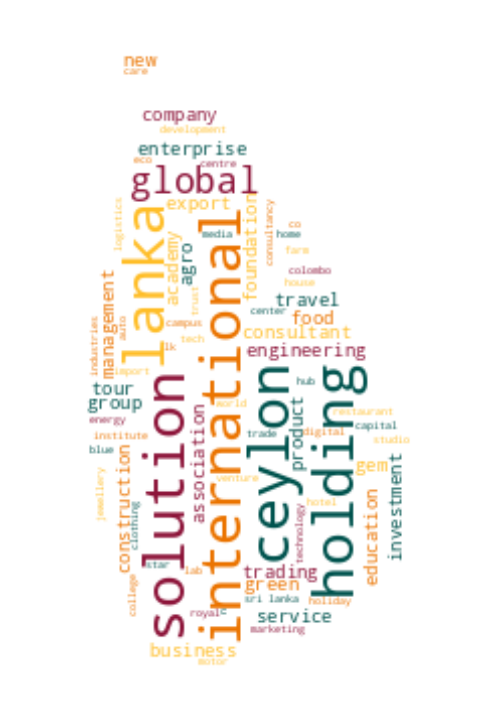 new
care
company
development
enterprise
eco
centre
global
export
logistics
lanka
academy
agro
media
international
foundation
consultancy
co
home
farm
colombo
house
management
industries
auto
trust
campus
tech
lk
import
center
travel
food
consultant
engineering
tour
group
energy
institute
blue
solution
association
world
ceylon
hub
product
holding
restaurant
capital
trade
digital
studio
gem
investment
jewellery
construction
clothing
college
venture
hotel
technology
education
star
lab
trading
green
sri lanka
holiday
royal
c
service
marketing
business
motor